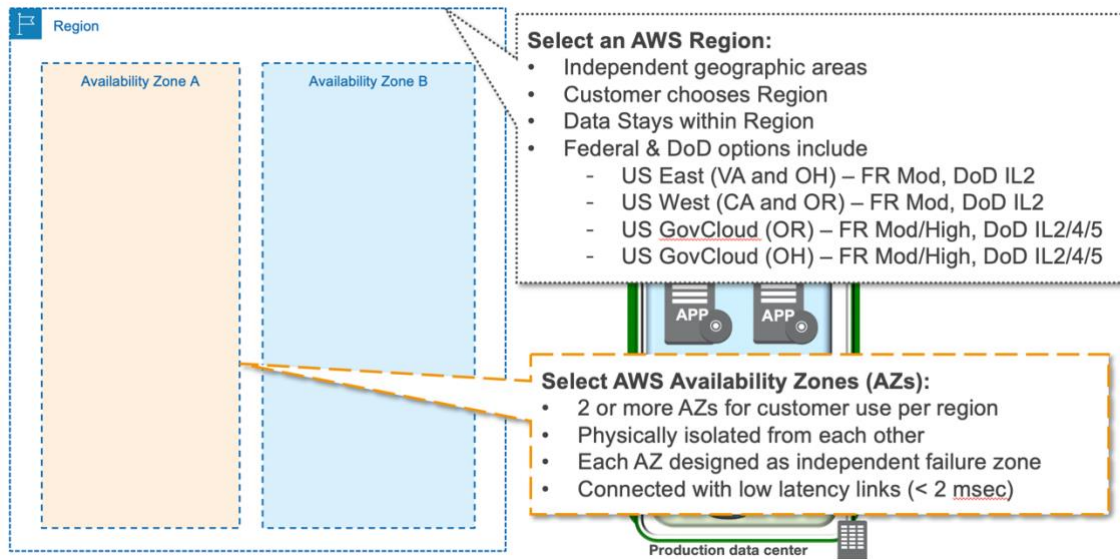 Region
Availability Zone A
Availability Zone B
Select an AWS Region:
• Independent geographic areas
• Customer chooses Region
• Data Stays within Region
• Federal & DoD options include
- US East (VA and OH) – FR Mod, DoD IL2
- US West (CA and OR) – FR Mod, DoD IL2
- US GovCloud (OR) – FR Mod/High, DoD IL2/4/5
- US GovCloud (OH) – FR Mod/High, DoD IL2/4/5
APP
APP
Select AWS Availability Zones (AZs):
• 2 or more AZs for customer use per region
• Physically isolated from each other
• Each AZ designed as independent failure zone
• Connected with low latency links (< 2 msec)
Production data center